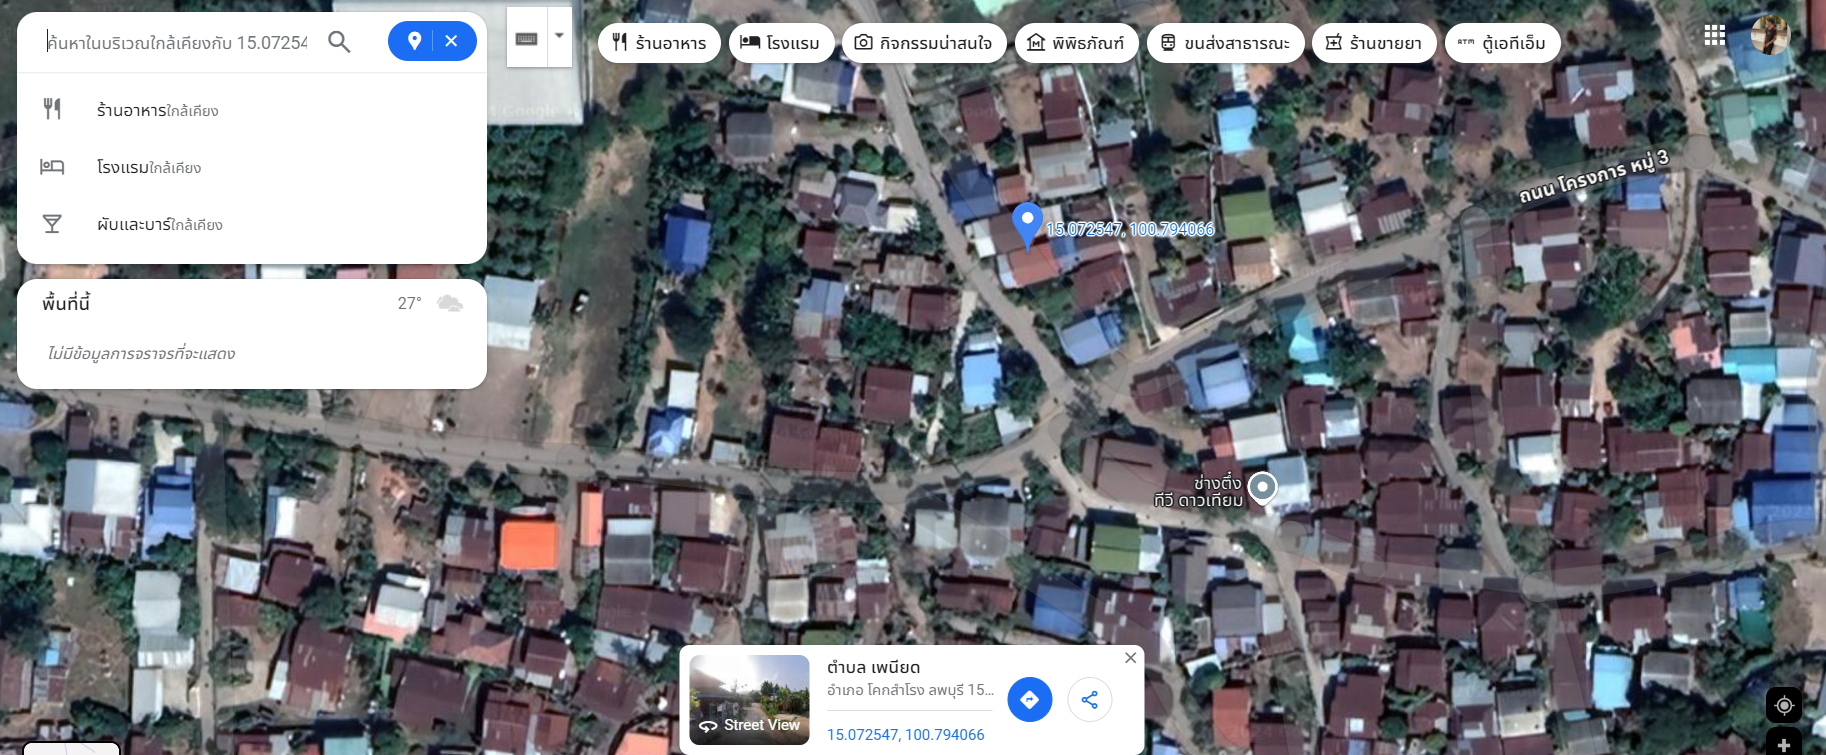 ค้นหาในบริเวณใกล้เคียงกับ 15.07254
ร้านอาหาร
โรงแรม
กิจกรรมน่าสนใจ
พิพิธภัณฑ์
ขนส่งสาธารณะ
ร้านขายยา
ATM ตู้เอทีเอ็ม
ร้านอาหารใกล้เคียง
โรงแรมใกล้เคียง
ผับและบาร์ใกล้เคียง
พื้นที่นี้ 27°
ไม่มีข้อมูลการจราจรที่จะแสดง
ถนน โครงการ หมู่ 3
15.072547, 100.794066
ช่างติ๋ง
ทีวี ดาวเทียม
ตำบล เพนียด
อำเภอ โคกสำโรง ลพบุรี 15...
Street View
15.072547, 100.794066